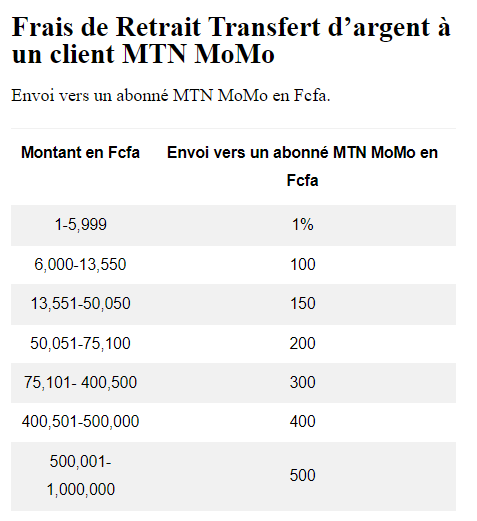 Frais de Retrait Transfert d’argent à
un client MTN MoMo
Envoi vers un abonné MTN MoMo en Fcfa.
Montant en Fcfa Envoi vers un abonné MTN MoMo en
Fcfa
1-5,999 1%
6,000-13,550 100
13,551-50,050 150
50,051-75,100 200
75,101- 400,500 300
400,501-500,000 400
500,001-
1,000,000 500